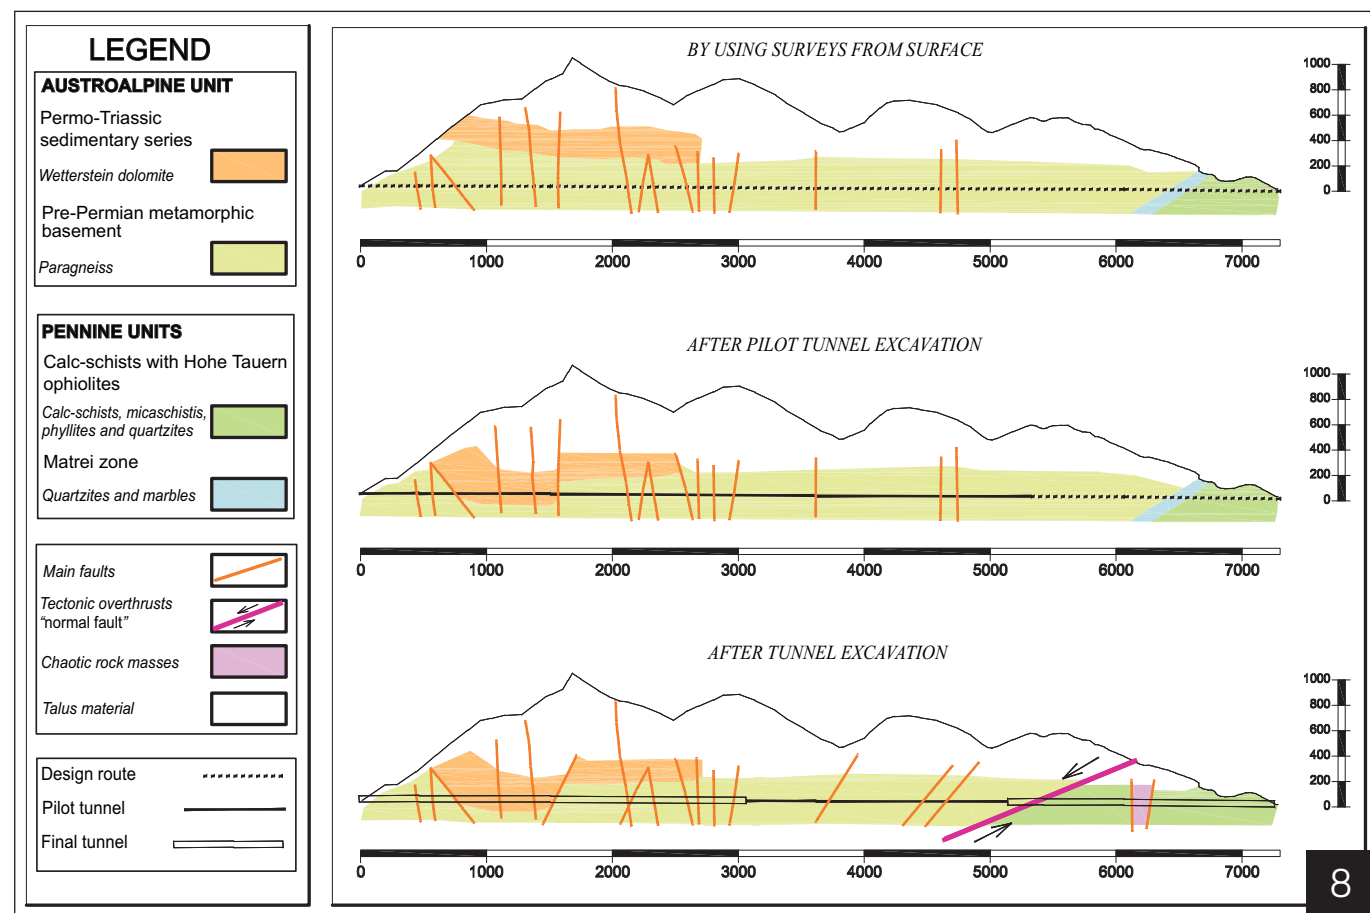 LEGEND
AUSTROALPINE UNIT
Permo-Triassic
sedimentary series
Wetterstein dolomite
Pre-Permian metamorphic
basement
Paragneiss
PENNINE UNITS
Calc-schists with Hohe Tauern
ophiolites
Calc-schists, micaschistis,
phyllites and quartzites
Matrei zone
Quartzites and marbles
Main faults
Tectonic overthrusts
"normal fault"
Chaotic rock masses
Talus material
Design route
Pilot tunnel
Final tunnel
BY USING SURVEYS FROM SURFACE
1000
800
600
400
200
0
0 1000 2000 3000 4000 5000 6000 7000
AFTER PILOT TUNNEL EXCAVATION
1000
800
600
400
200
0
0 1000 2000 3000 4000 5000 6000 7000
AFTER TUNNEL EXCAVATION
1000
800
600
400
200
0
0 1000 2000 3000 4000 5000 6000 7000
8